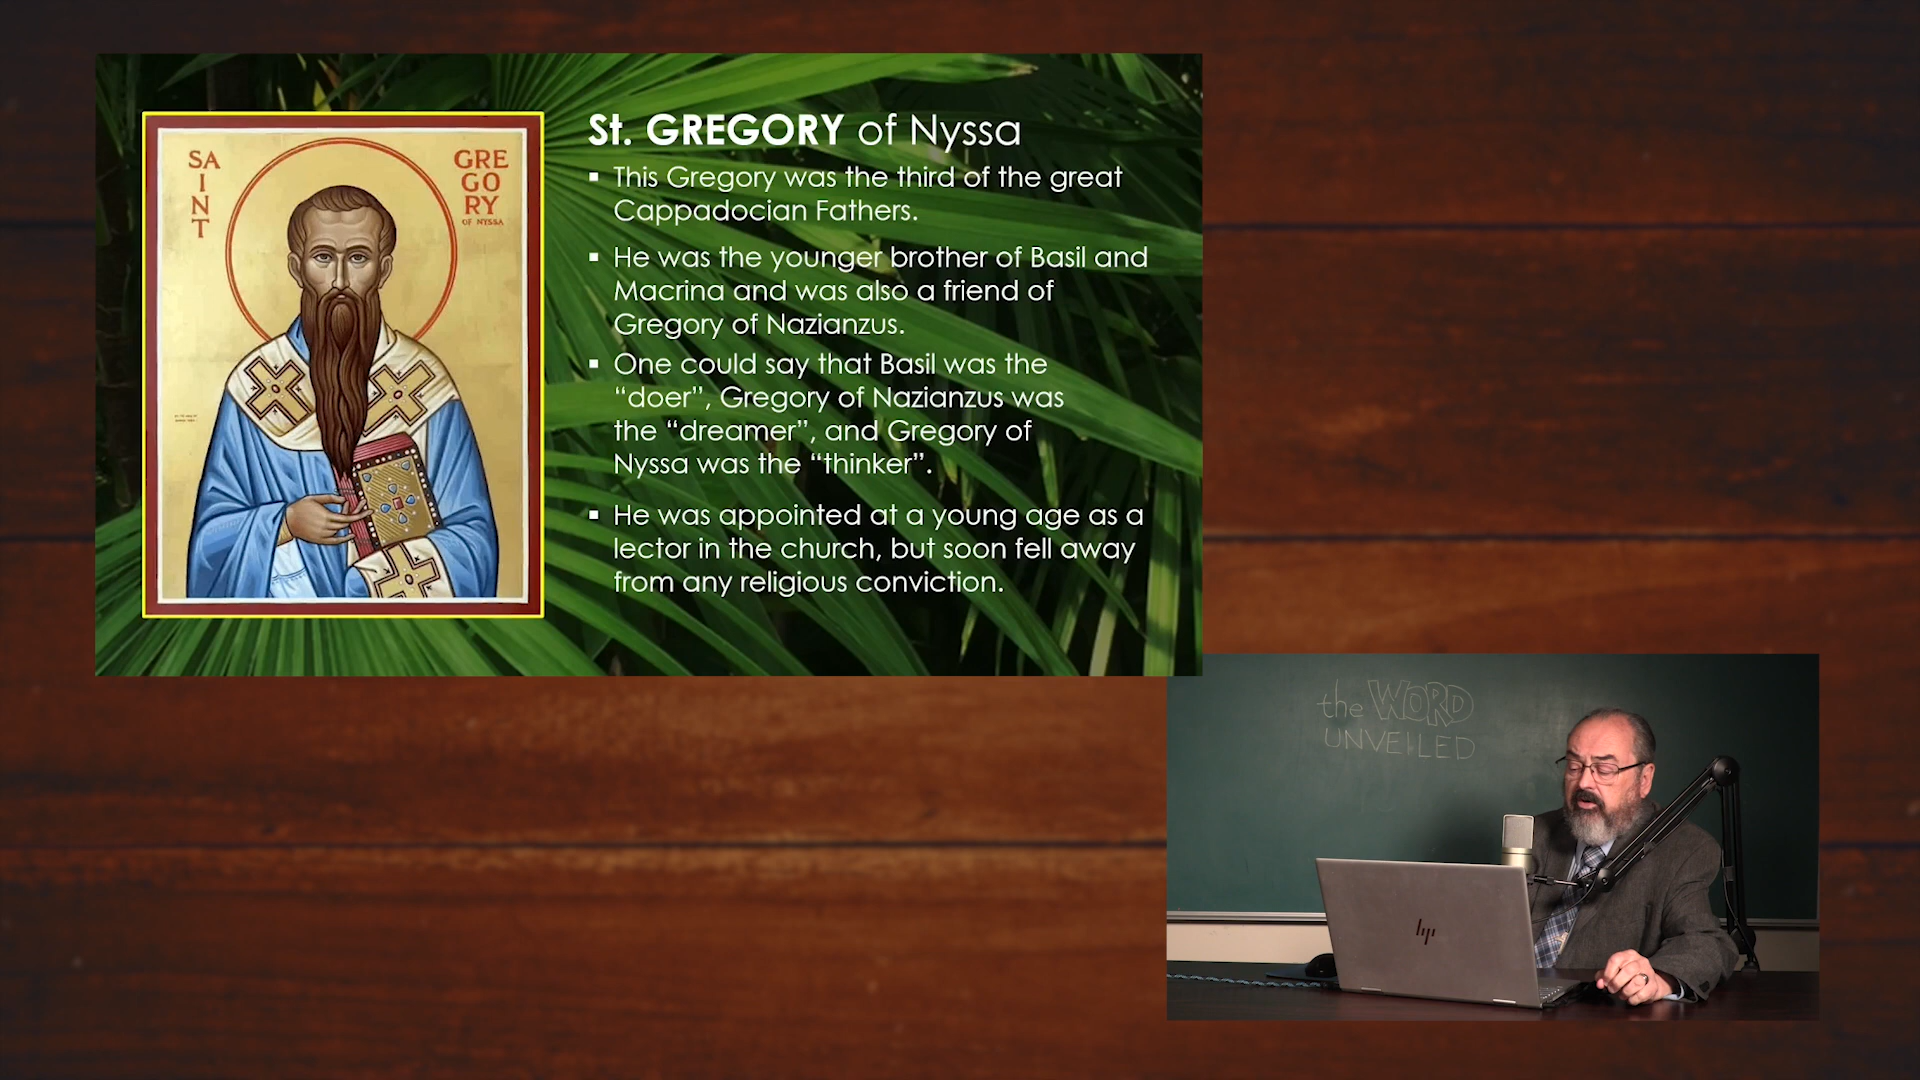 SA
I
N
T
GRE
GO
RY
OF NYSSA
St. GREGORY of Nyssa
▪ This Gregory was the third of the great
Cappadocian Fathers.
▪ He was the younger brother of Basil and
Macrina and was also a friend of
Gregory of Nazianzus.
▪ One could say that Basil was the
“doer”, Gregory of Nazianzus was
the “dreamer”, and Gregory of
Nyssa was the “thinker”.
▪ He was appointed at a young age as a
lector in the church, but soon fell away
from any religious conviction.
the WORD
UNVEILED
hp